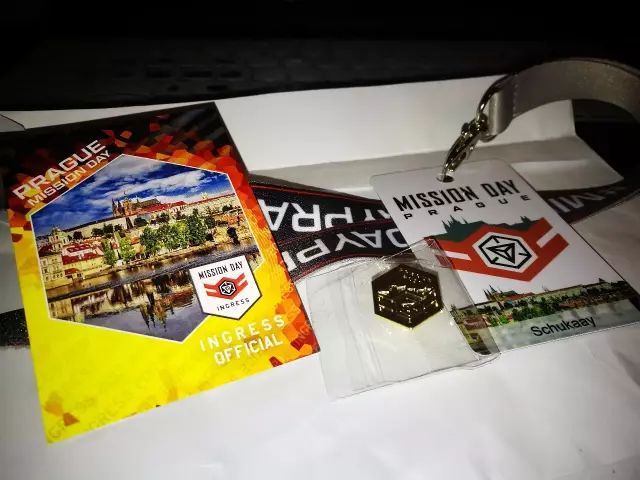 PRAGUE
MISSION DAY
MISSION DAY
INGRESS
INGRESS
OFFICIAL
DAYPRA
MISSION DAY
PRAGUE
Schukaay